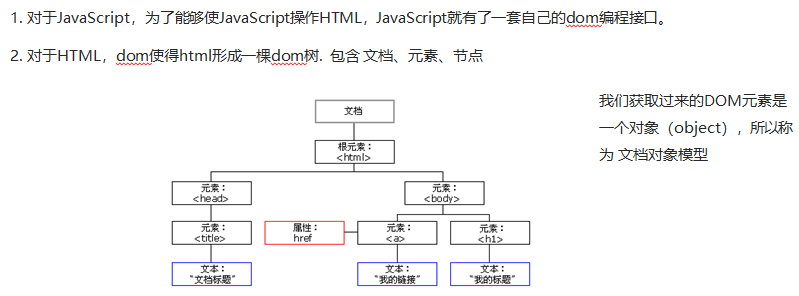 1. 对于JavaScript，为了能够使JavaScript操作HTML，JavaScript就有了一套自己的dom编程接口。
2. 对于HTML，dom使得html形成一棵dom树. 包含 文档、元素、节点
我们获取过来的DOM元素是
一个对象（object），所以称
为 文档对象模型
文档
根元素：
<html>
元素：
<head>
元素：
<body>
元素：
<title>
属性：
href
元素：
<a>
元素：
<h1>
文本：
"文档标题"
文本：
"我的链接"
文本：
"我的标题"